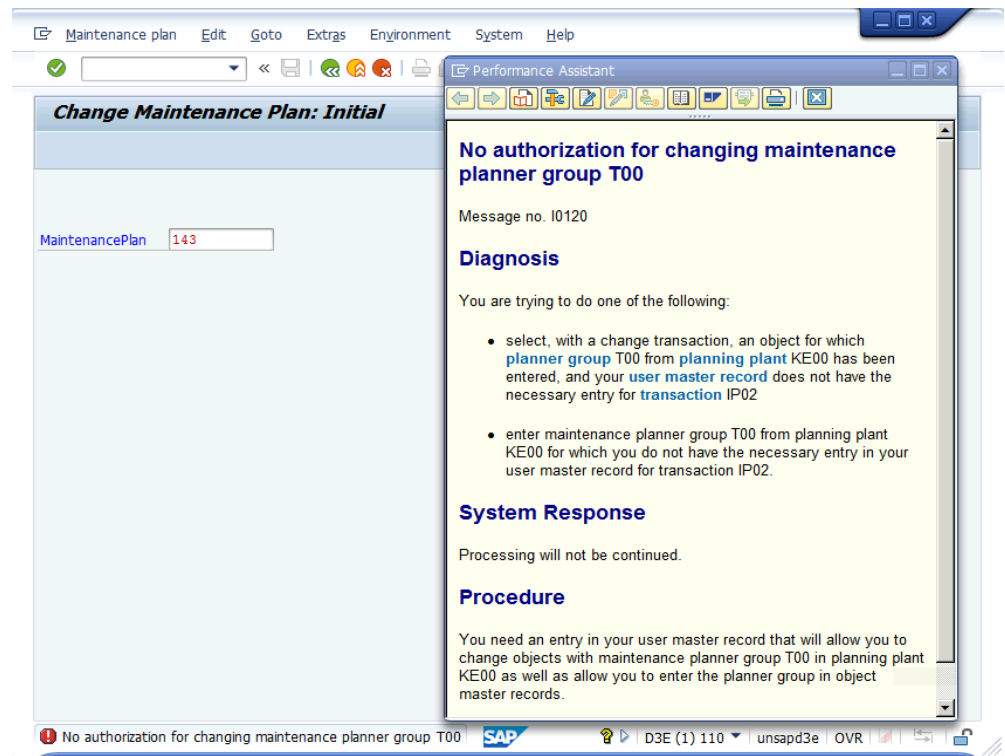 Maintenance plan Edit Goto Extras Environment System Help
Performance Assistant
Change Maintenance Plan: Initial
No authorization for changing maintenance
planner group T00
Message no. I0120
MaintenancePlan 143
Diagnosis
You are trying to do one of the following:
• select, with a change transaction, an object for which
planner group T00 from planning plant KE00 has been
entered, and your user master record does not have the
necessary entry for transaction IP02
• enter maintenance planner group T00 from planning plant
KE00 for which you do not have the necessary entry in your
user master record for transaction IP02.
System Response
Processing will not be continued.
Procedure
You need an entry in your user master record that will allow you to
change objects with maintenance planner group T00 in planning plant
KE00 as well as allow you to enter the planner group in object
master records.
No authorization for changing maintenance planner group T00 SAP D3E (1) 110 unsapd3e OVR